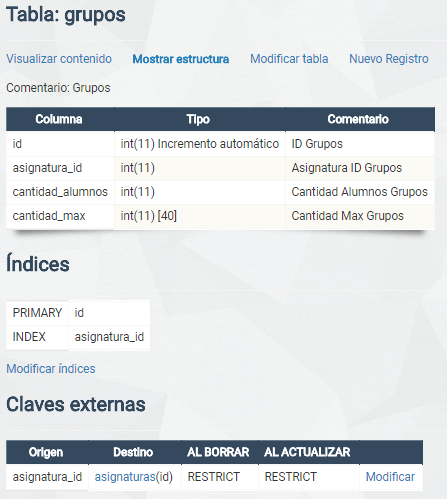 Tabla: grupos
Visualizar contenido Mostrar estructura Modificar tabla Nuevo Registro
Comentario: Grupos
Columna Tipo Comentario
id int(11) Incremento automático ID Grupos
asignatura_id int(11) Asignatura ID Grupos
cantidad_alumnos int(11) Cantidad Alumnos Grupos
cantidad_max int(11) [40] Cantidad Max Grupos
Índices
PRIMARY id
INDEX asignatura_id
Modificar índices
Claves externas
Origen Destino AL BORRAR AL ACTUALIZAR
asignatura_id asignaturas(id) RESTRICT RESTRICT Modificar